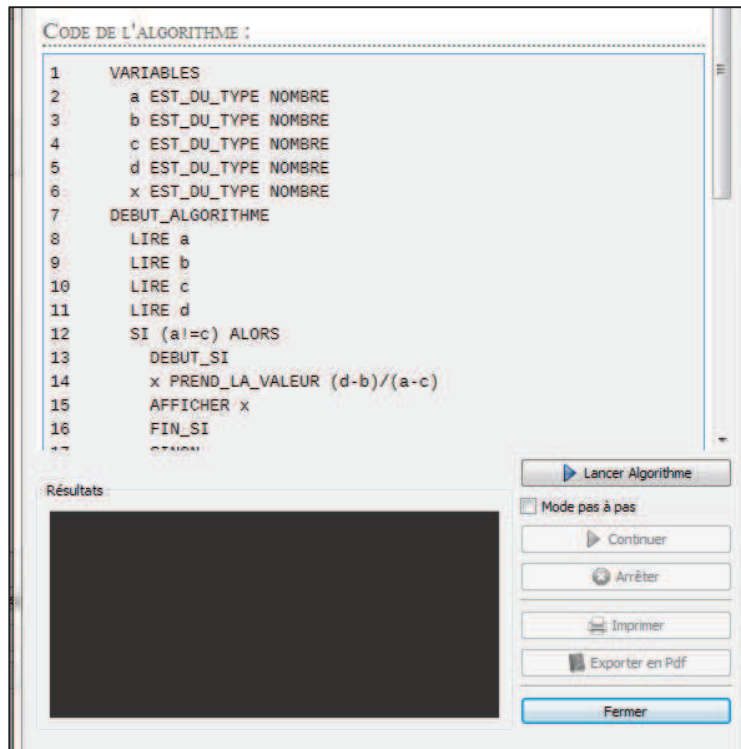 CODE DE L'ALGORITHME :
1 VARIABLES
2 a EST_DU_TYPE NOMBRE
3 b EST_DU_TYPE NOMBRE
4 c EST_DU_TYPE NOMBRE
5 d EST_DU_TYPE NOMBRE
6 x EST_DU_TYPE NOMBRE
7 DEBUT_ALGORITHME
8 LIRE a
9 LIRE b
10 LIRE c
11 LIRE d
12 SI (a!=c) ALORS
13 DEBUT_SI
14 x PREND_LA_VALEUR (d-b)/(a-c)
15 AFFICHER x
16 FIN_SI
17 SINON
Lancer Algorithme
Résultats
Mode pas à pas
Continuer
Arrêter
Imprimer
Exporter en Pdf
Fermer